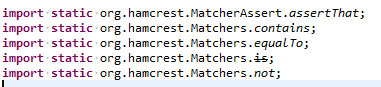 import static org.hamcrest.MatcherAssert.assertThat;
import static org.hamcrest.Matchers.contains;
import static org.hamcrest.Matchers.equalTo;
import static org.hamcrest.Matchers.is;
import static org.hamcrest.Matchers.not;